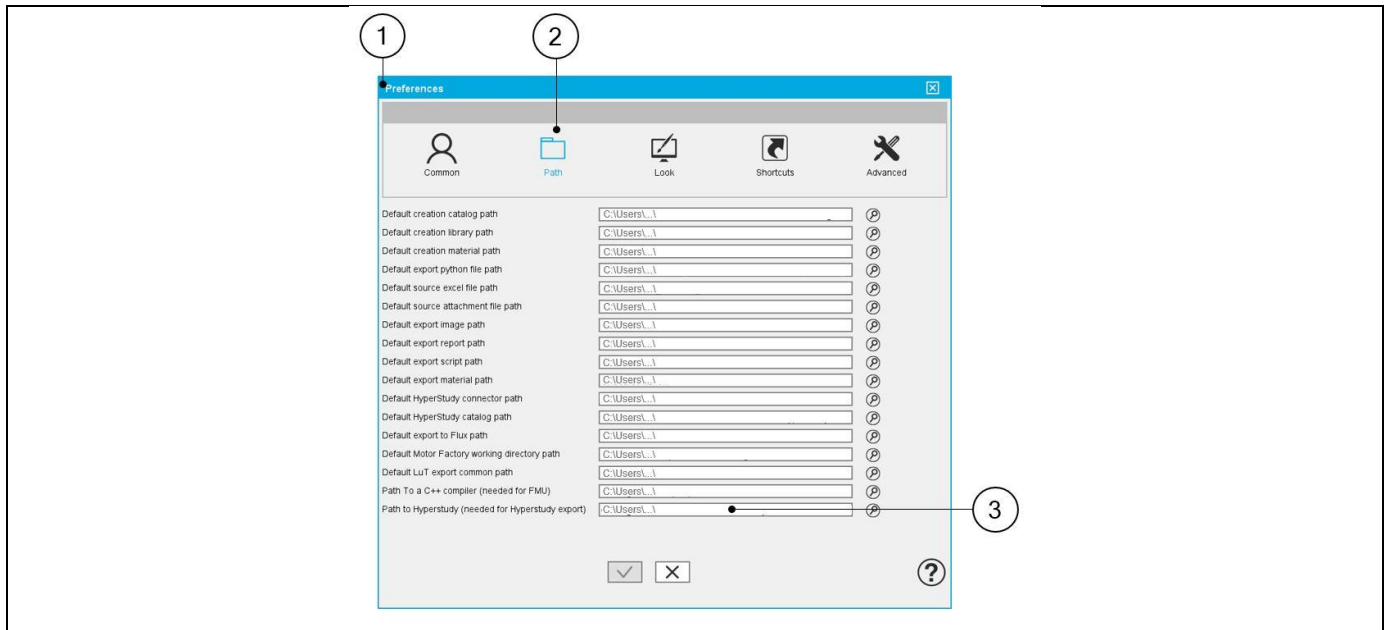 1 2
Preferences
Common Path Look Shortcuts Advanced
Default creation catalog path C:\Users\...\
Default creation library path C:\Users\...\
Default creation material path C:\Users\...\
Default export python file path C:\Users\...\
Default source excel file path C:\Users\...\
Default source attachment file path C:\Users\...\
Default export image path C:\Users\...\
Default export report path C:\Users\...\
Default export script path C:\Users\...\
Default export material path C:\Users\...\
Default HyperStudy connector path C:\Users\...\
Default HyperStudy catalog path C:\Users\...\
Default export to Flux path C:\Users\...\
Default Motor Factory working directory path C:\Users\...\
Default LuT export common path C:\Users\...\
Path To a C++ compiler (needed for FMU) C:\Users\...\
Path to Hyperstudy (needed for Hyperstudy export) C:\Users\...\ 3
?